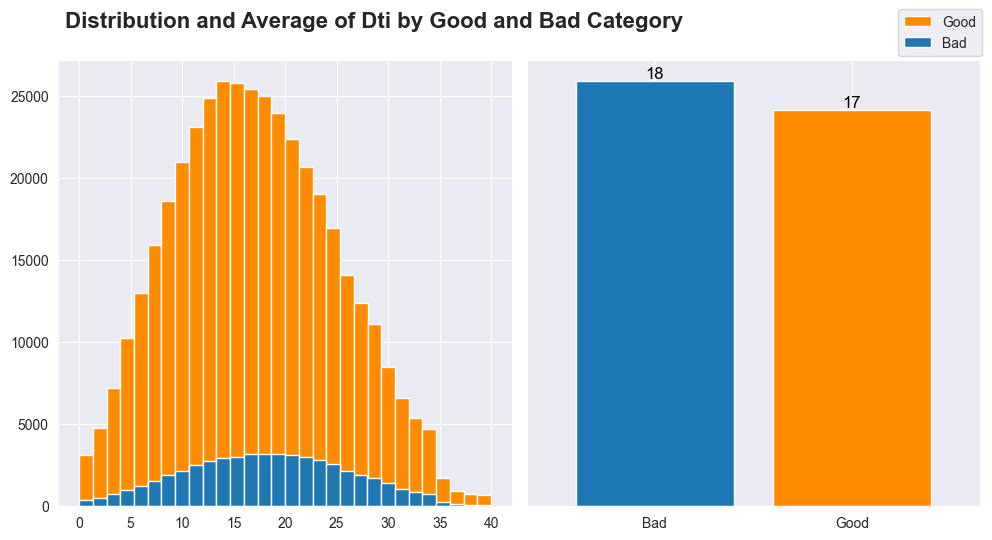 Distribution and Average of Dti by Good and Bad Category
Good
Bad
25000
20000
15000
10000
5000
0
0 5 10 15 20 25 30 35 40
18
17
Bad Good